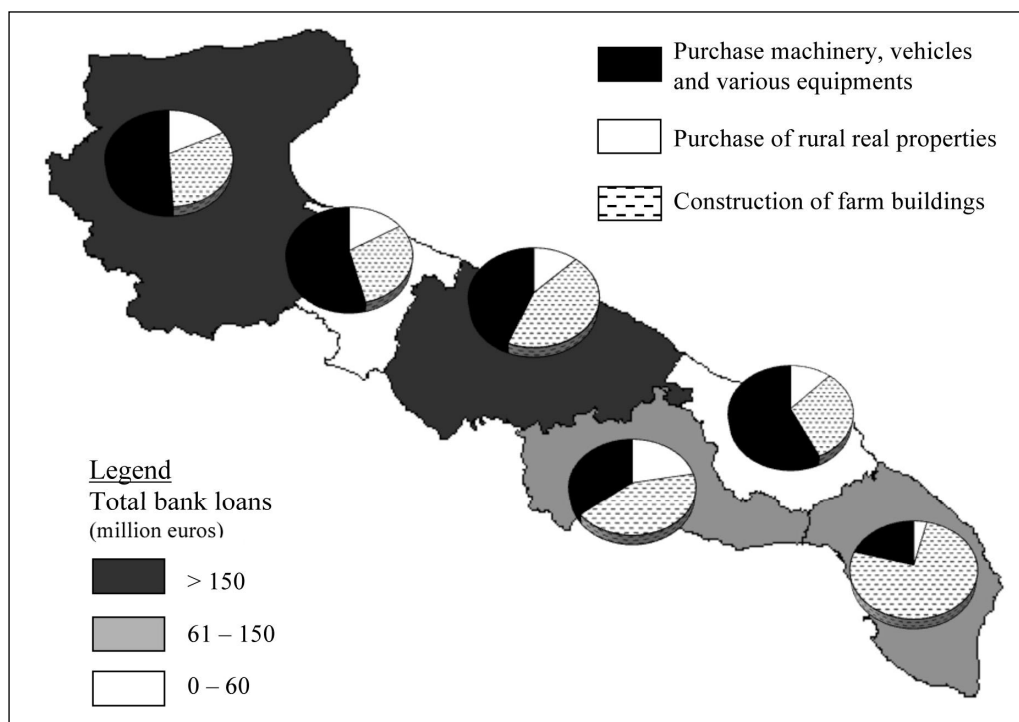 Purchase machinery, vehicles
and various equipments
Purchase of rural real properties
Construction of farm buildings
Legend
Total bank loans
(million euros)
> 150
61 – 150
0 – 60